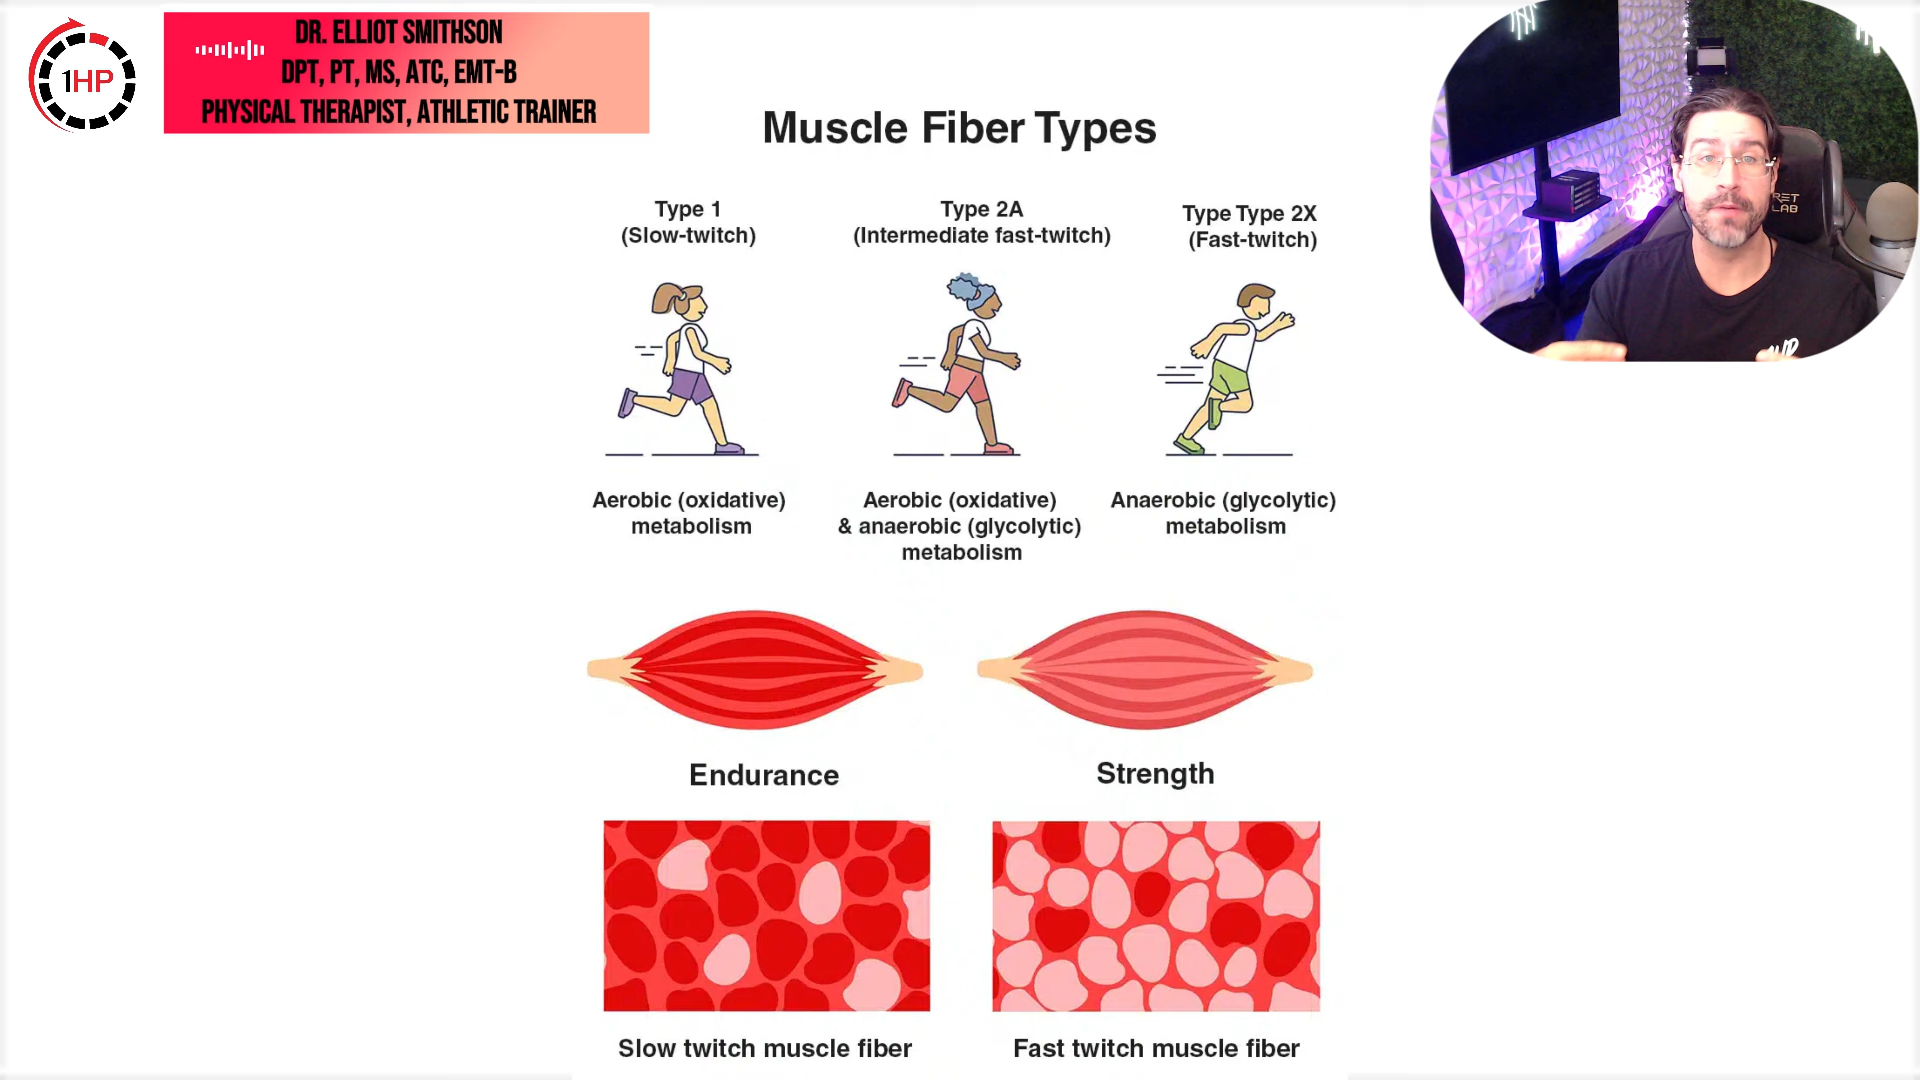 1HP
DR. ELLIOT SMITHSON
DPT, PT, MS, ATC, EMT-B
PHYSICAL THERAPIST, ATHLETIC TRAINER
Muscle Fiber Types
Type 1
(Slow-twitch)
Type 2A
(Intermediate fast-twitch)
Type Type 2X
(Fast-twitch)
Aerobic (oxidative)
metabolism
Aerobic (oxidative)
& anaerobic (glycolytic)
metabolism
Anaerobic (glycolytic)
metabolism
Endurance
Strength
Slow twitch muscle fiber
Fast twitch muscle fiber